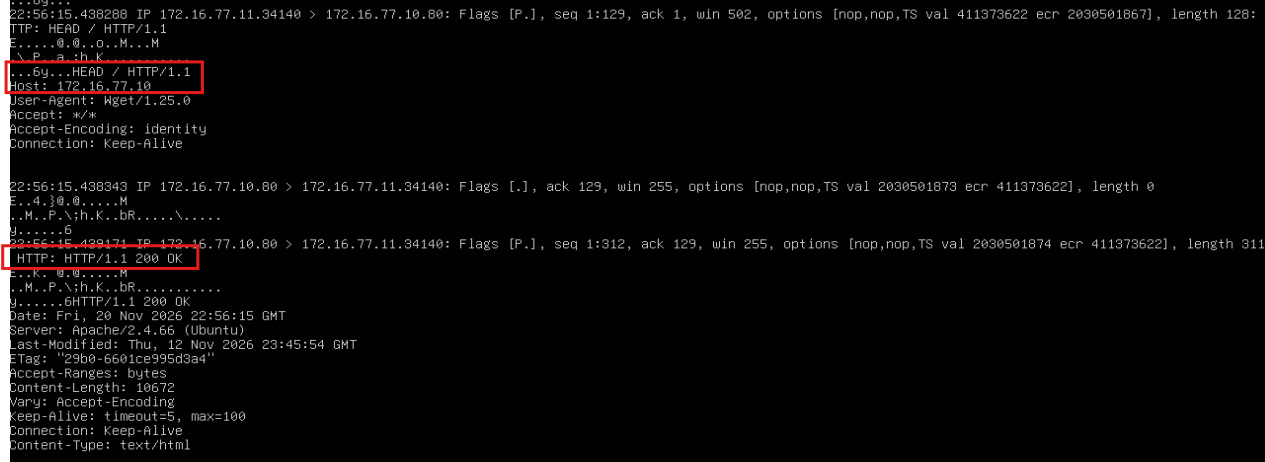 ...6y...
22:56:15.438288 IP 172.16.77.11.34140 > 172.16.77.10.80: Flags [P.], seq 1:129, ack 1, win 502, options [nop,nop,TS val 411373622 ecr 2030501867], length 128:
TTP: HEAD / HTTP/1.1
E.....@.@..o..M...M
.\.P..a.;h.K...........
...6y...HEAD / HTTP/1.1
Host: 172.16.77.10
User-Agent: Wget/1.25.0
Accept: */*
Accept-Encoding: identity
Connection: Keep-Alive
22:56:15.438343 IP 172.16.77.10.80 > 172.16.77.11.34140: Flags [.], ack 129, win 255, options [nop,nop,TS val 2030501873 ecr 411373622], length 0
E..4.}@.@.....M
..M..P.\;h.K..bR.....\.....
y......6
22:56:15.439171 IP 172.16.77.10.80 > 172.16.77.11.34140: Flags [P.], seq 1:312, ack 129, win 255, options [nop,nop,TS val 2030501874 ecr 411373622], length 311
HTTP: HTTP/1.1 200 OK
E..K. @.@.....M
..M..P.\;h.K..bR...........
y......6HTTP/1.1 200 OK
Date: Fri, 20 Nov 2026 22:56:15 GMT
Server: Apache/2.4.66 (Ubuntu)
Last-Modified: Thu, 12 Nov 2026 23:45:54 GMT
ETag: "29b0-6601ce995d3a4"
Accept-Ranges: bytes
Content-Length: 10672
Vary: Accept-Encoding
Keep-Alive: timeout=5, max=100
Connection: Keep-Alive
Content-Type: text/html